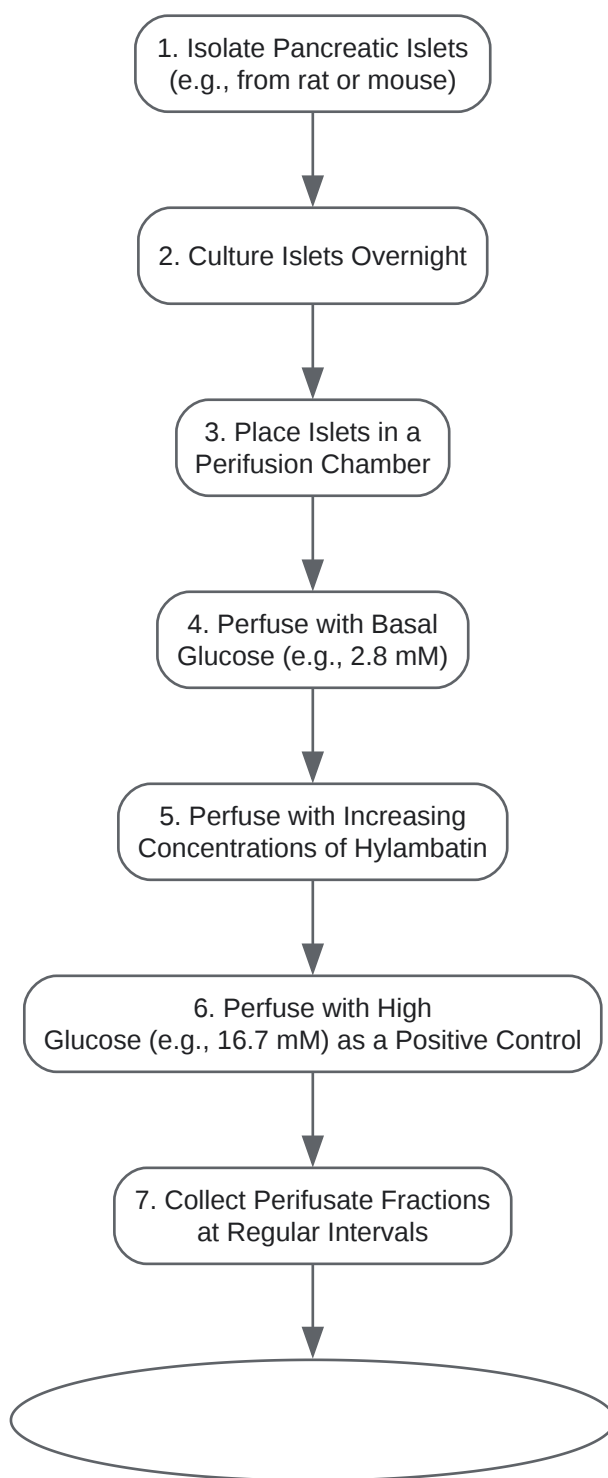 1. Isolate Pancreatic Islets
(e.g., from rat or mouse)
2. Culture Islets Overnight
3. Place Islets in a
Perifusion Chamber
4. Perfuse with Basal
Glucose (e.g., 2.8 mM)
5. Perfuse with Increasing
Concentrations of Hylambatin
6. Perfuse with High
Glucose (e.g., 16.7 mM) as a Positive Control
7. Collect Perifusate Fractions
at Regular Intervals